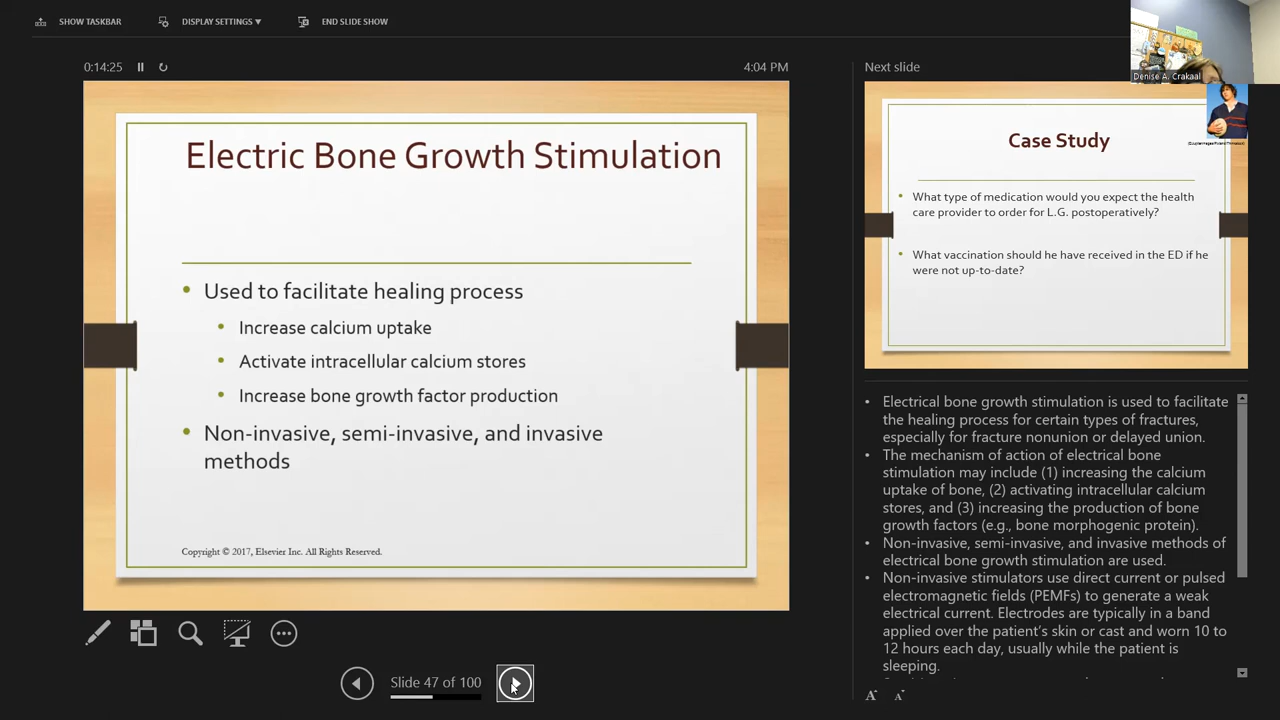 SHOW TASKBAR
DISPLAY SETTINGS ▼
END SLIDE SHOW
0:14:25
4:04 PM
Electric Bone Growth Stimulation
• Used to facilitate healing process
• Increase calcium uptake
• Activate intracellular calcium stores
• Increase bone growth factor production
• Non-invasive, semi-invasive, and invasive
methods
Copyright © 2017, Elsevier Inc. All Rights Reserved.
Slide 47 of 100
Denise A. Crakaal
Next slide
Case Study
• What type of medication would you expect the health
care provider to order for L.G. postoperatively?
• What vaccination should he have received in the ED if he
were not up-to-date?
• Electrical bone growth stimulation is used to facilitate
the healing process for certain types of fractures,
especially for fracture nonunion or delayed union.
• The mechanism of action of electrical bone
stimulation may include (1) increasing the calcium
uptake of bone, (2) activating intracellular calcium
stores, and (3) increasing the production of bone
growth factors (e.g., bone morphogenic protein).
• Non-invasive, semi-invasive, and invasive methods of
electrical bone growth stimulation are used.
• Non-invasive stimulators use direct current or pulsed
electromagnetic fields (PEMFs) to generate a weak
electrical current. Electrodes are typically in a band
applied over the patient's skin or cast and worn 10 to
12 hours each day, usually while the patient is
sleeping.
A A